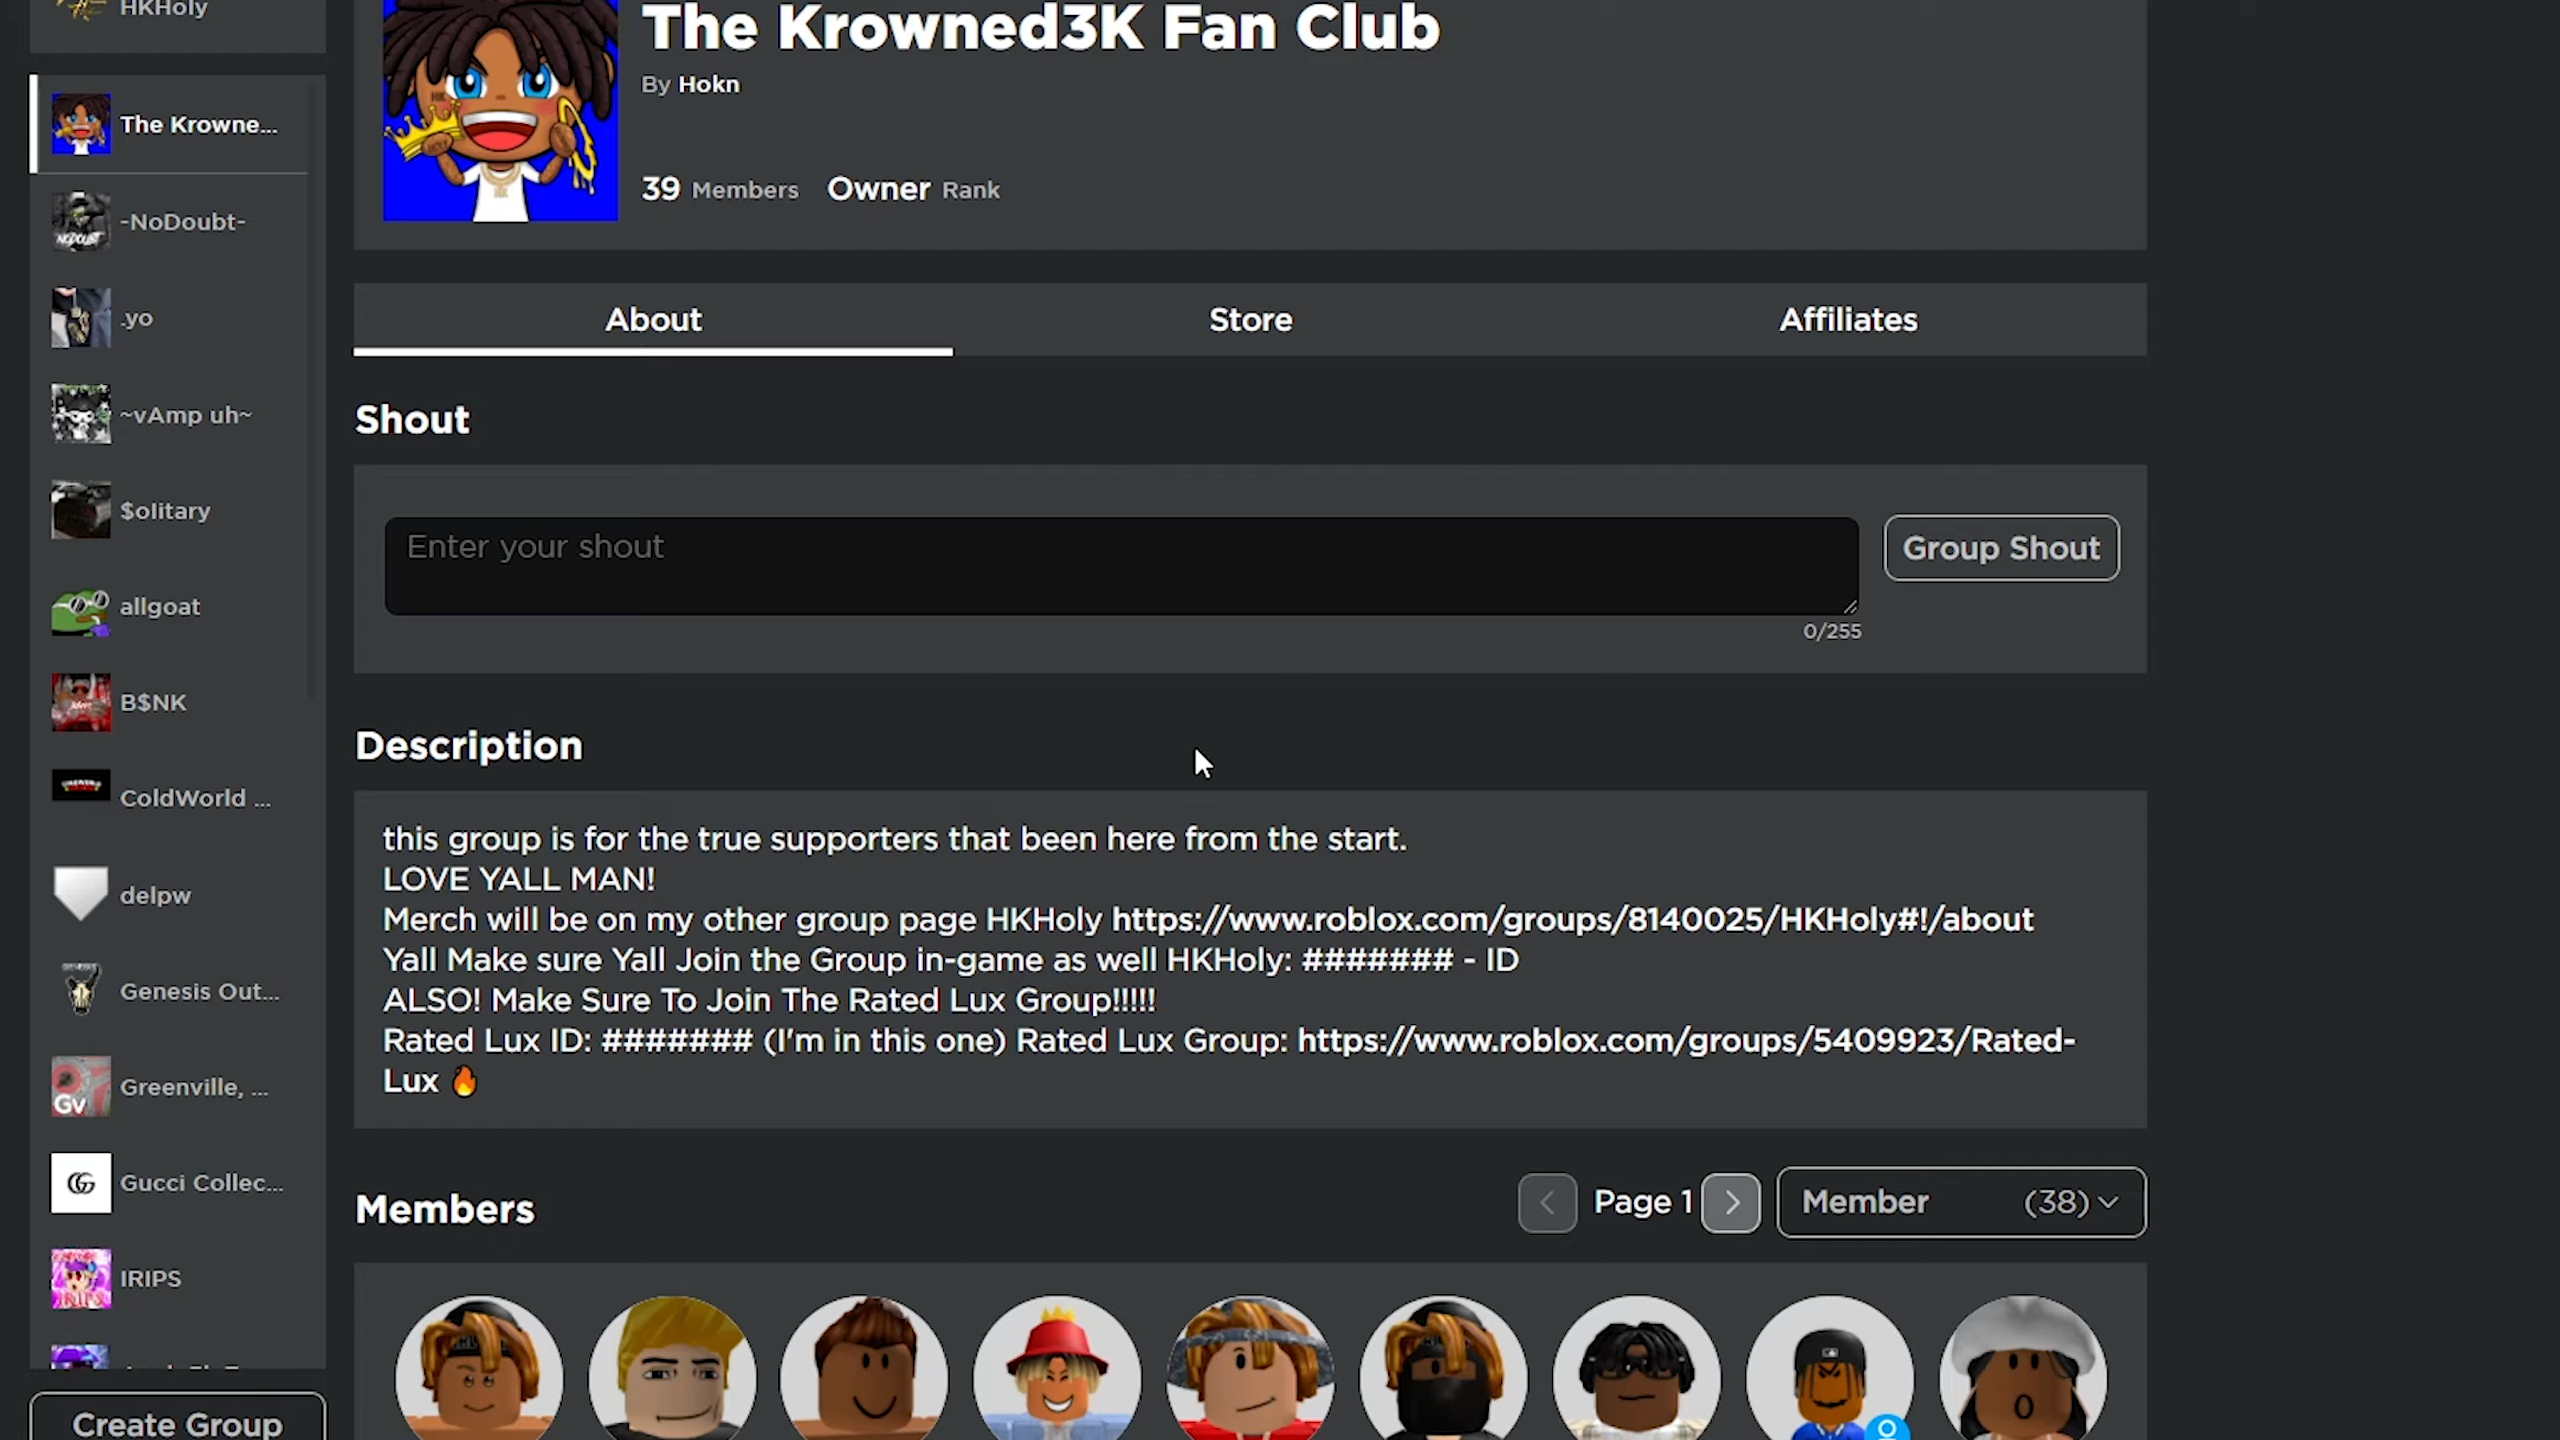 HKHoly
The Krowne...
-NoDoubt-
.yo
~vAmp uh~
$olitary
allgoat
B$NK
ColdWorld ...
delpw
Genesis Out...
Greenville, ...
Gv
Gucci Collec...
IRIPS
Create Group
The Krowned3K Fan Club
By Hokn
39 Members Owner Rank
About Store Affiliates
Shout
Enter your shout
Group Shout
0/255
Description
this group is for the true supporters that been here from the start.
LOVE YALL MAN!
Merch will be on my other group page HKHoly https://www.roblox.com/groups/8140025/HKHoly#!/about
Yall Make sure Yall Join the Group in-game as well HKHoly: ####### - ID
ALSO! Make Sure To Join The Rated Lux Group!!!!!
Rated Lux ID: ####### (I'm in this one) Rated Lux Group: https://www.roblox.com/groups/5409923/Rated-
Lux 🔥
Members
Page 1
Member (38)